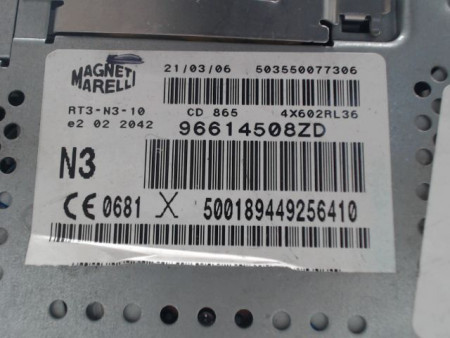 MAGNETI
MARELLI
21/03/06 503550077306
RT3-N3-10 CD 865 4X602RL36
e2 02 2042 96614508ZD
N3
CE 0681 500189449256410